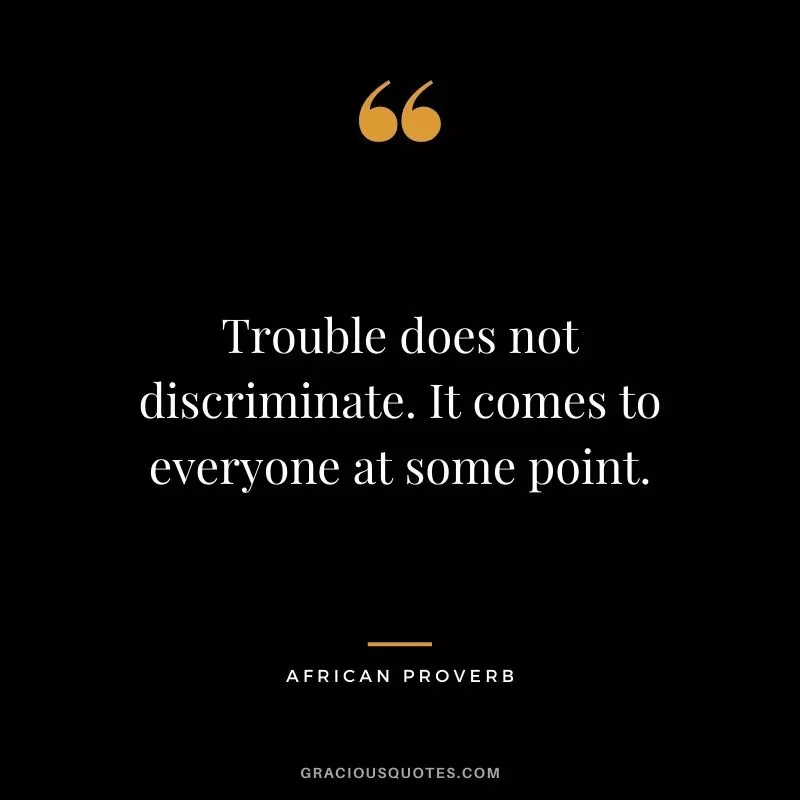 “
Trouble does not
discriminate. It comes to
everyone at some point.
AFRICAN PROVERB
GRACIOUSQUOTES.COM